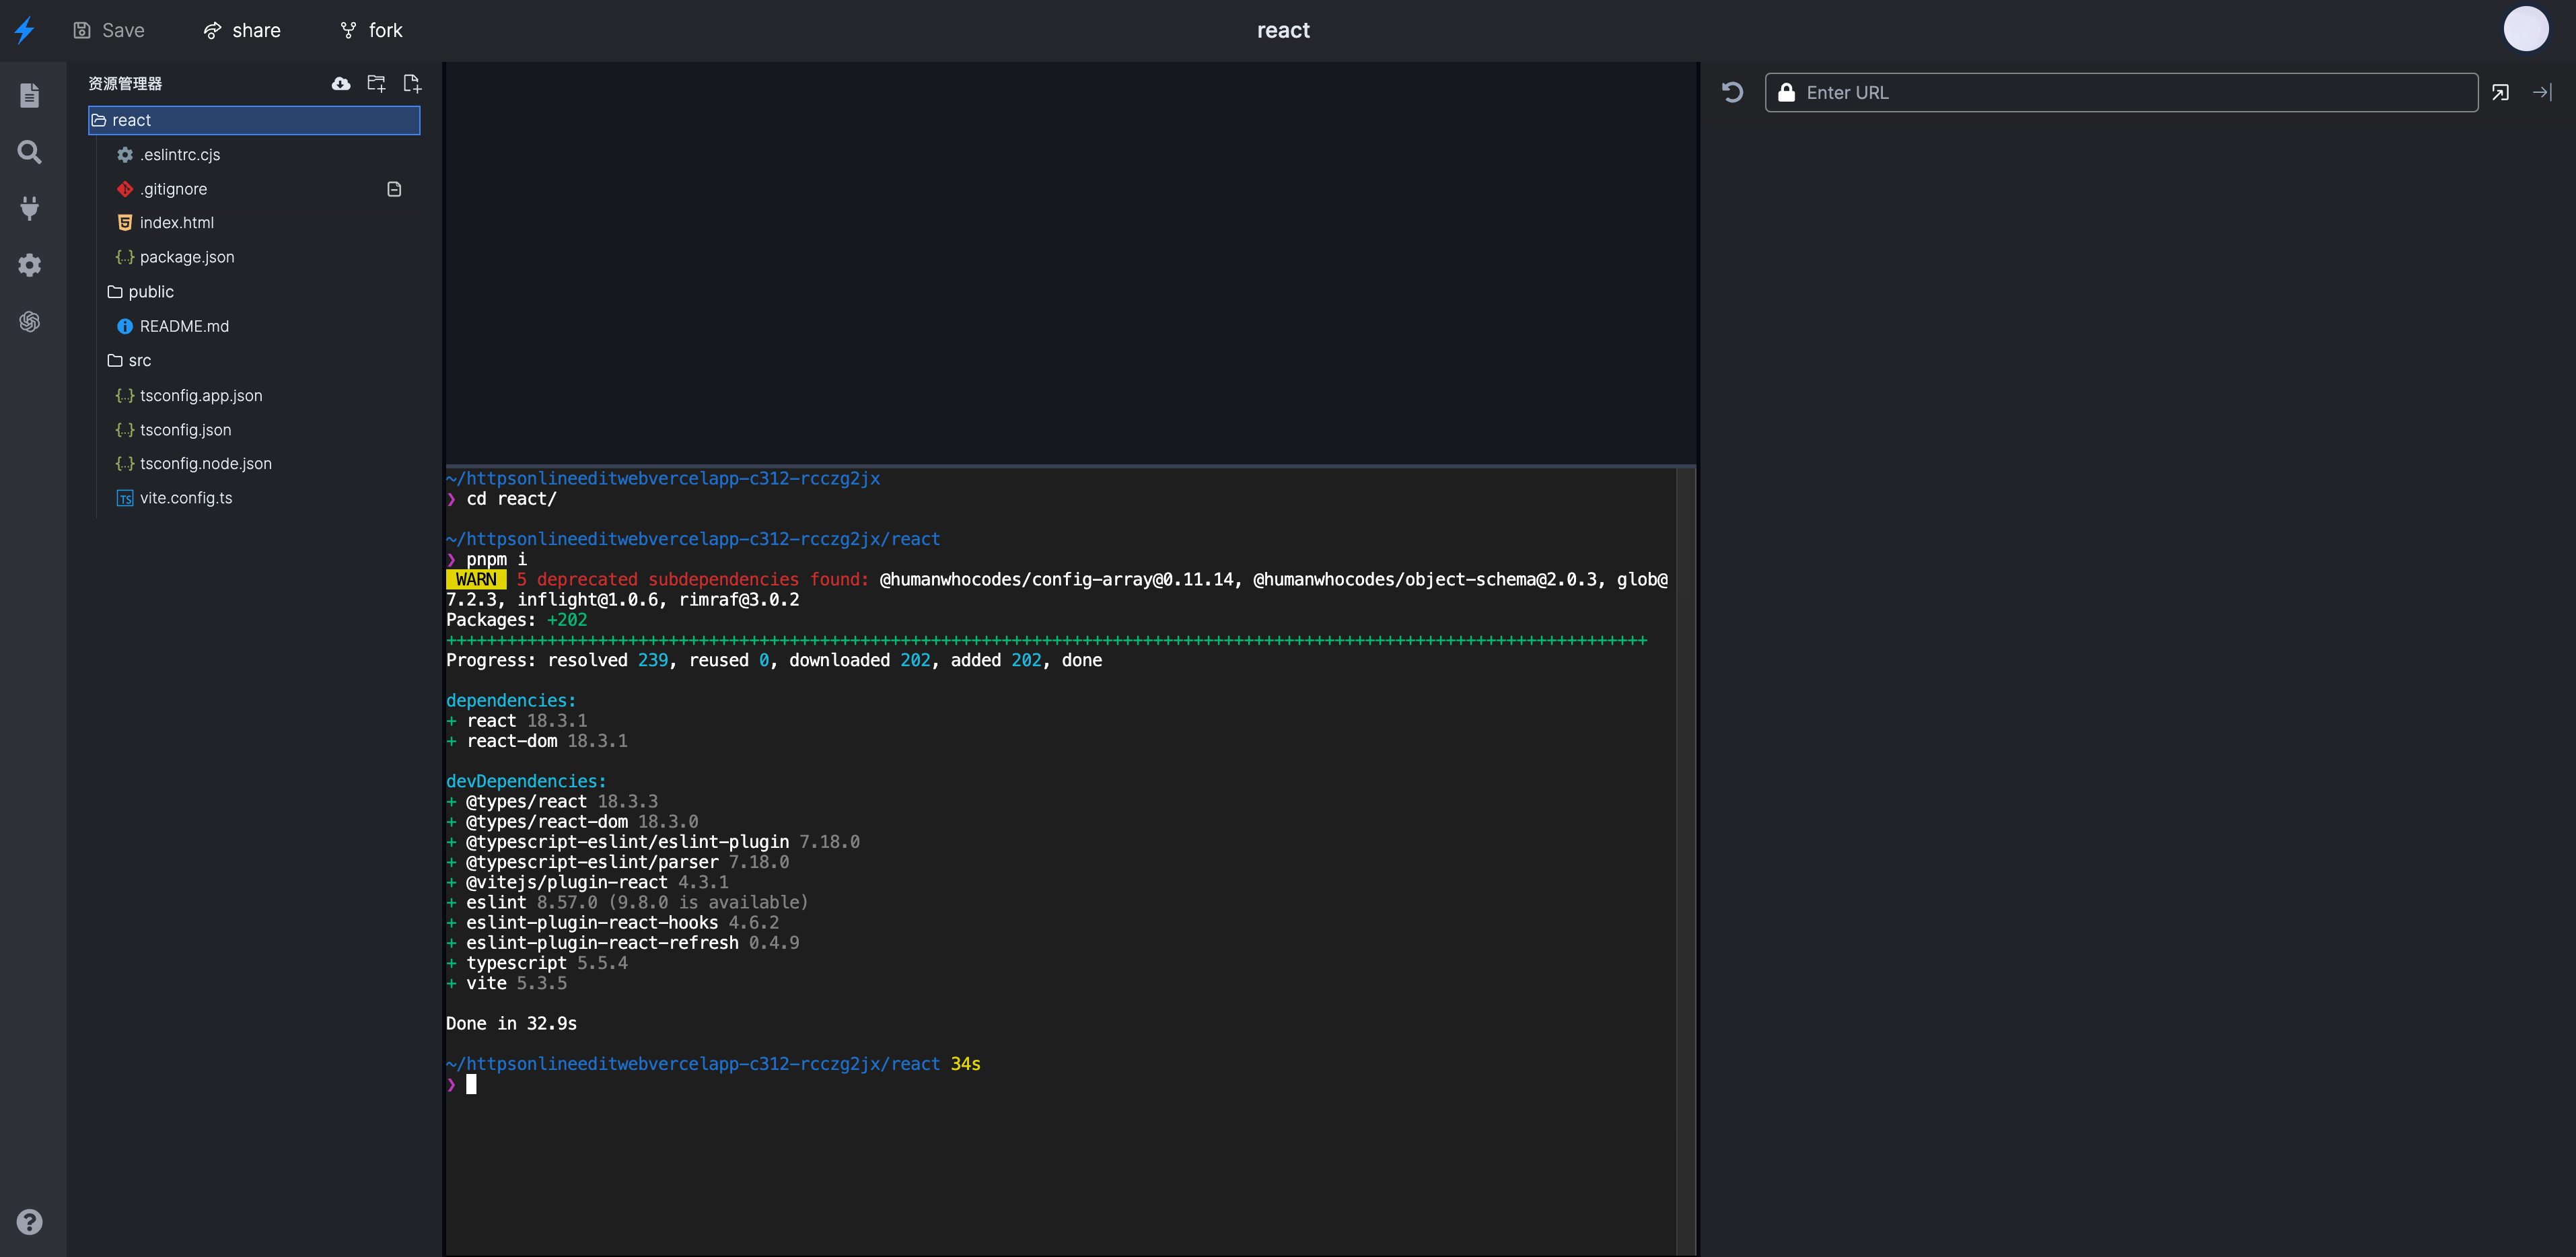 Save share fork react
资源管理器
Enter URL
react
.eslintrc.cjs
.gitignore
index.html
{..} package.json
public
README.md
src
{..} tsconfig.app.json
{..} tsconfig.json
{..} tsconfig.node.json
TS vite.config.ts
~/httpsonlineeditwebvercelapp-c312-rcczg2jx
❯ cd react/
~/httpsonlineeditwebvercelapp-c312-rcczg2jx/react
❯ pnpm i
WARN 5 deprecated subdependencies found: @humanwhocodes/config-array@0.11.14, @humanwhocodes/object-schema@2.0.3, glob@
7.2.3, inflight@1.0.6, rimraf@3.0.2
Packages: +202
+++++++++++++++++++++++++++++++++++++++++++++++++++++++++++++++++++++++++++++++++++++++++++++++++++++++++++++++++++++++
Progress: resolved 239, reused 0, downloaded 202, added 202, done
dependencies:
+ react 18.3.1
+ react-dom 18.3.1
devDependencies:
+ @types/react 18.3.3
+ @types/react-dom 18.3.0
+ @typescript-eslint/eslint-plugin 7.18.0
+ @typescript-eslint/parser 7.18.0
+ @vitejs/plugin-react 4.3.1
+ eslint 8.57.0 (9.8.0 is available)
+ eslint-plugin-react-hooks 4.6.2
+ eslint-plugin-react-refresh 0.4.9
+ typescript 5.5.4
+ vite 5.3.5
Done in 32.9s
~/httpsonlineeditwebvercelapp-c312-rcczg2jx/react 34s
❯